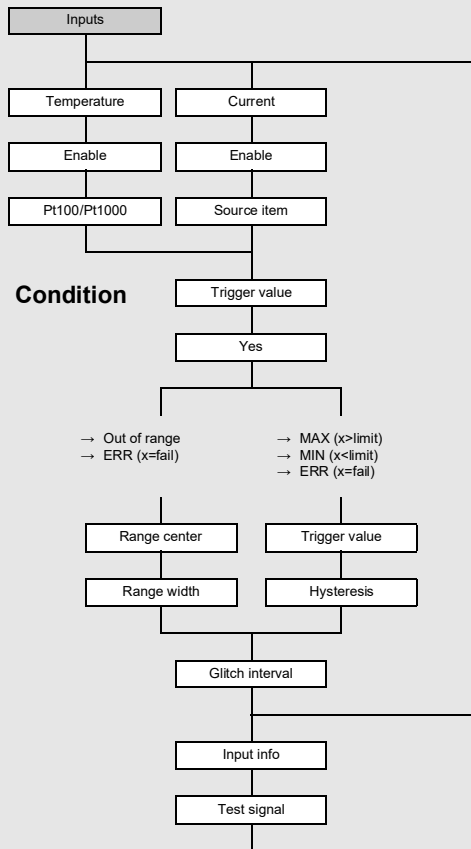 Inputs
Temperature
Current
Enable
Enable
Pt100/Pt1000
Source item
Condition
Trigger value
Yes
→ Out of range
→ ERR (x=fail)
→ MAX (x>limit)
→ MIN (x<limit)
→ ERR (x=fail)
Range center
Trigger value
Range width
Hysteresis
Glitch interval
Input info
Test signal